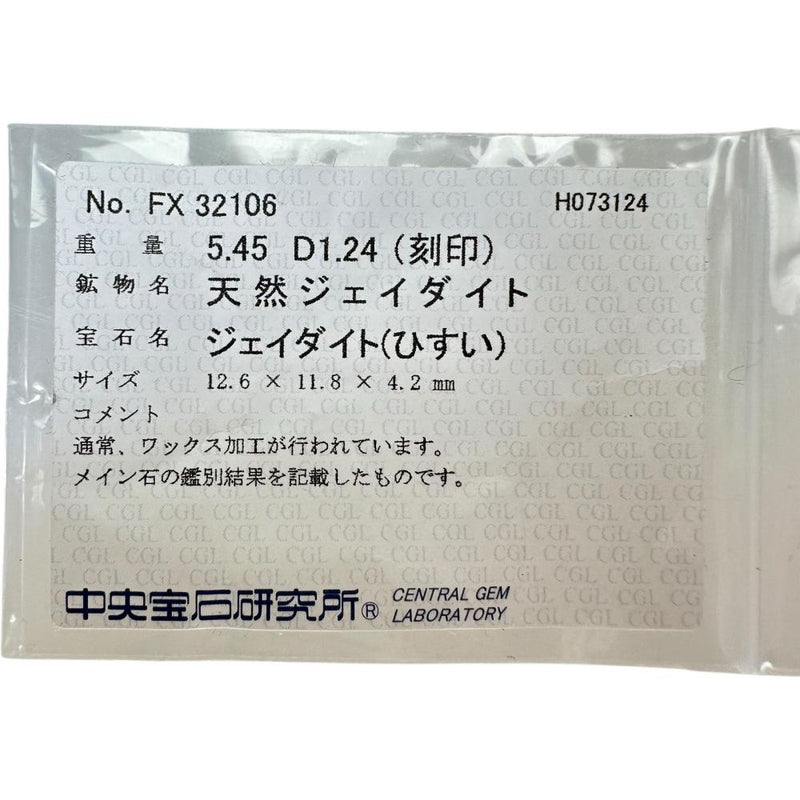 No. FX 32106 H073124
重量 5.45 D1.24 (刻印)
鉱物名 天然ジェイダイト
宝石名 ジェイダイト(ひすい)
サイズ 12.6 × 11.8 × 4.2 mm
コメント
通常、ワックス加工が行われています。
メイン石の鑑別結果を記載したものです。
中央宝石研究所® CENTRAL GEM
LABORATORY